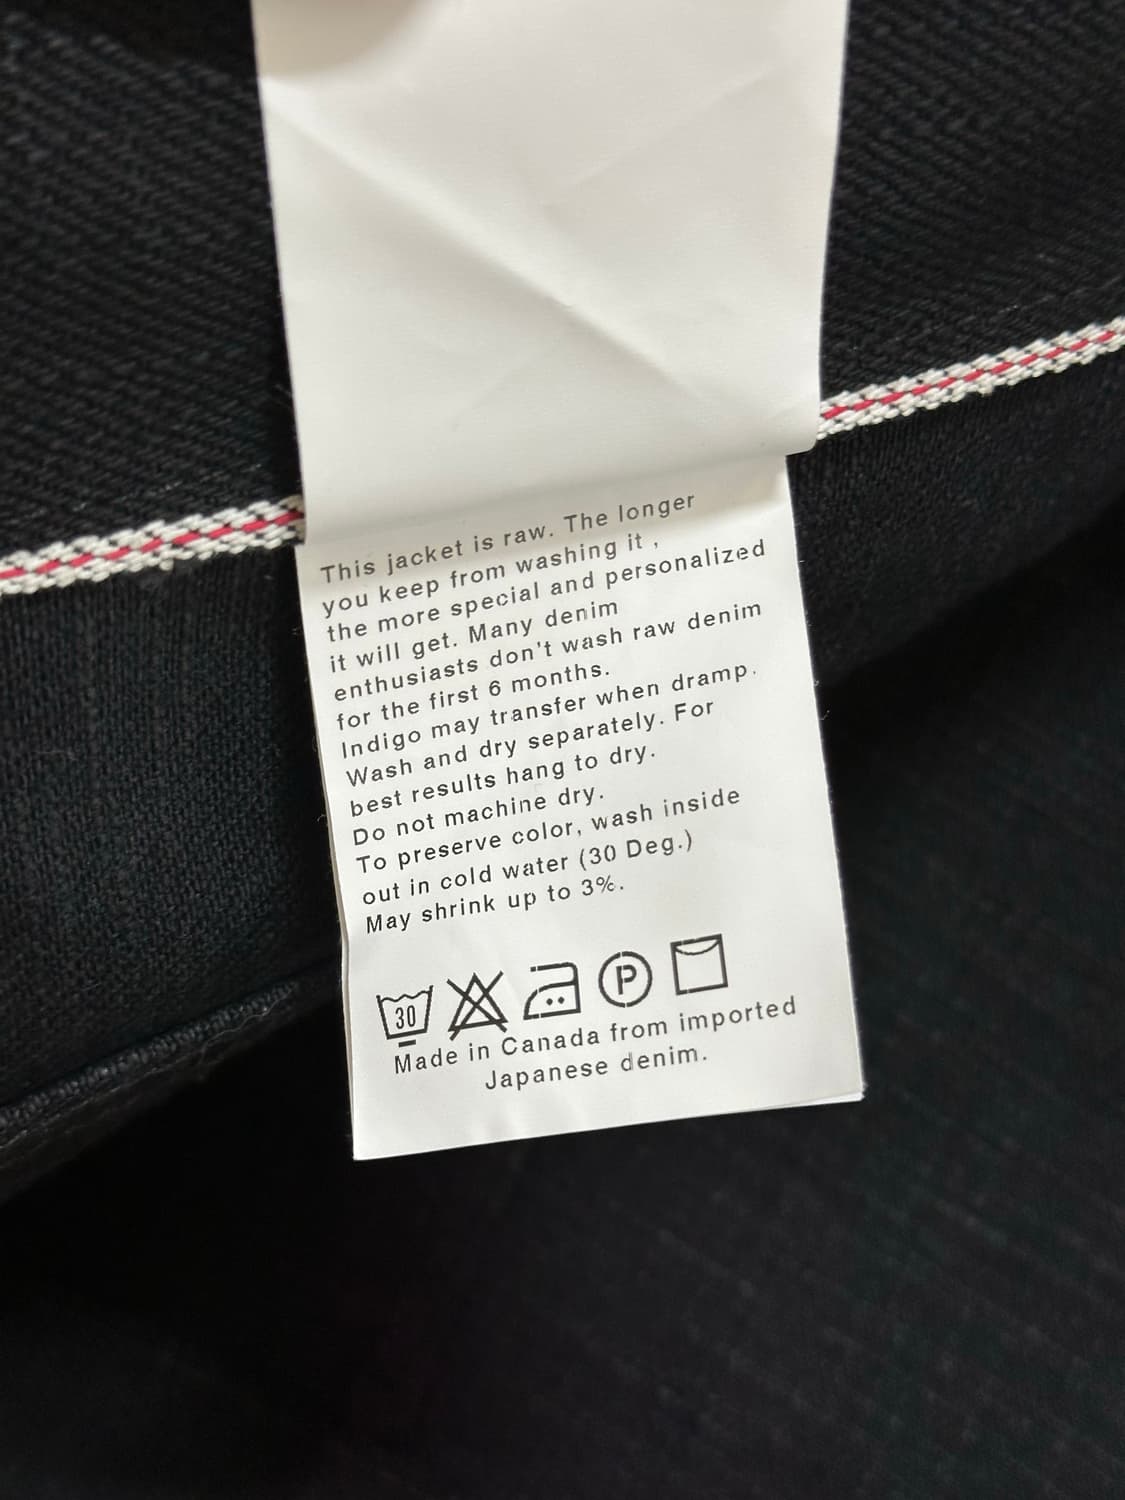 This jacket is raw. The longer
you keep from washing it ,
the more special and personalized
it will get. Many denim
enthusiasts don't wash raw denim
for the first 6 months.
Indigo may transfer when dramp.
Wash and dry separately. For
best results hang to dry.
Do not machine dry.
To preserve color, wash inside
out in cold water (30 Deg.)
May shrink up to 3%.
30 P
Made in Canada from imported
Japanese denim.